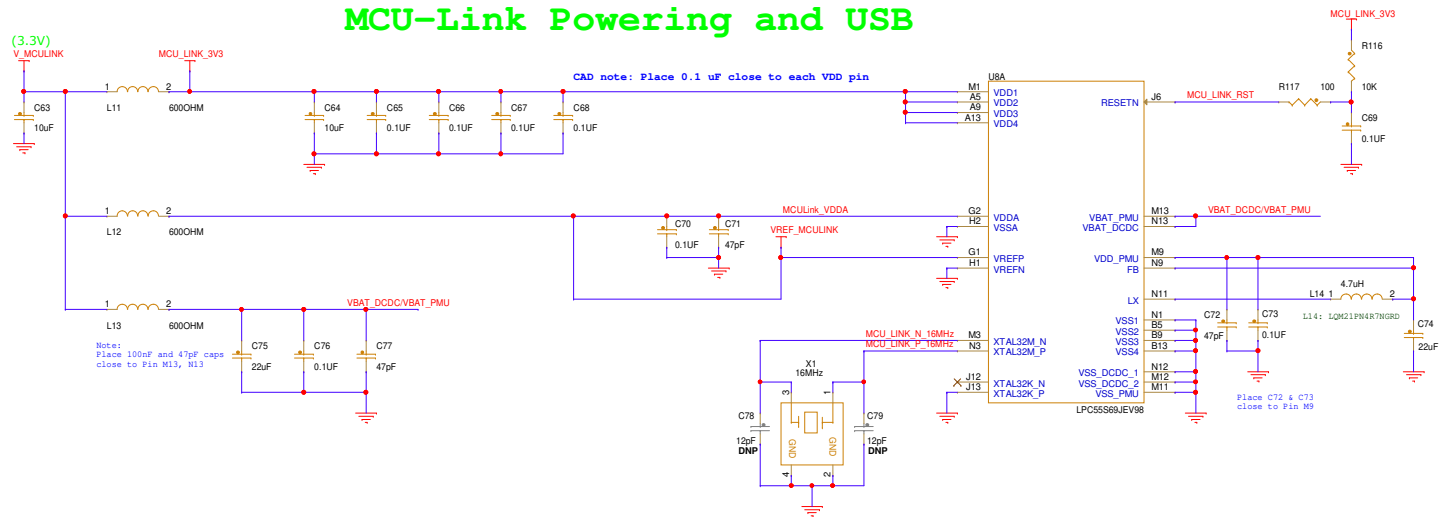 MCU-Link Powering and USB
(3.3V)
V_MCULINK
MCU_LINK_3V3
MCU_LINK_3V3
CAD note: Place 0.1 uF close to each VDD pin
1 2
L11 600OHM
C63
10uF
C64
10uF
C65
0.1UF
C66
0.1UF
C67
0.1UF
C68
0.1UF
U8A
M1 VDD1
A5 VDD2
A9 VDD3
A13 VDD4
RESETN J6
MCU_LINK_RST
R117 100
R116
10K
C69
0.1UF
1 2
L12 600OHM
C70
0.1UF
C71
47pF
MCULink_VDDA
VREF_MCULINK
G2 VDDA
H2 VSSA
G1 VREFP
H1 VREFN
VBAT_PMU M13
VBAT_DCDC N13
VBAT_DCDC/VBAT_PMU
VDD_PMU M9
FB N9
LX N11
L14 1 4.7uH 2
L14: LQM21PN4R7NGRD
C72
47pF
C73
0.1UF
C74
22uF
1 2
L13 600OHM
VBAT_DCDC/VBAT_PMU
Note:
Place 100nF and 47pF caps
close to Pin M13, N13
C75
22uF
C76
0.1UF
C77
47pF
MCU_LINK_N_16MHz
MCU_LINK_P_16MHz
M3 XTAL32M_N
N3 XTAL32M_P
J12 XTAL32K_N
J13 XTAL32K_P
VSS1 N1
VSS2 B5
VSS3 B9
VSS4 B13
VSS_DCDC_1 N12
VSS_DCDC_2 M12
VSS_PMU M11
LPC55S69JEV98
Place C72 & C73
close to Pin M9
X1
16MHz
3 1
GND GND
4 2
C78
12pF
DNP
C79
12pF
DNP